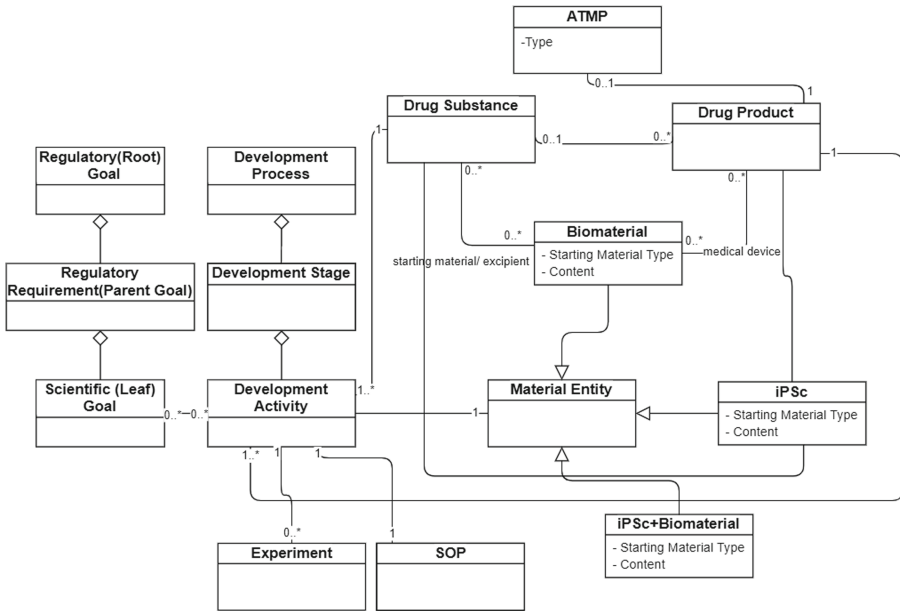 ATMP
-Type
0..1
1
Drug Substance
1
0..1
0..*
Drug Product
1
0..*
0..*
Regulatory(Root)
Goal
Development
Process
0..*
Biomaterial
- Starting Material Type
- Content
0..*
starting material/ excipient
medical device
Regulatory
Requirement(Parent Goal)
Development Stage
Scientific (Leaf)
Goal
0..*
0..*
Development
Activity
1..*
1
Material Entity
iPSc
- Starting Material Type
- Content
1..*
1
1
0..*
1
Experiment
SOP
iPSc+Biomaterial
- Starting Material Type
- Content